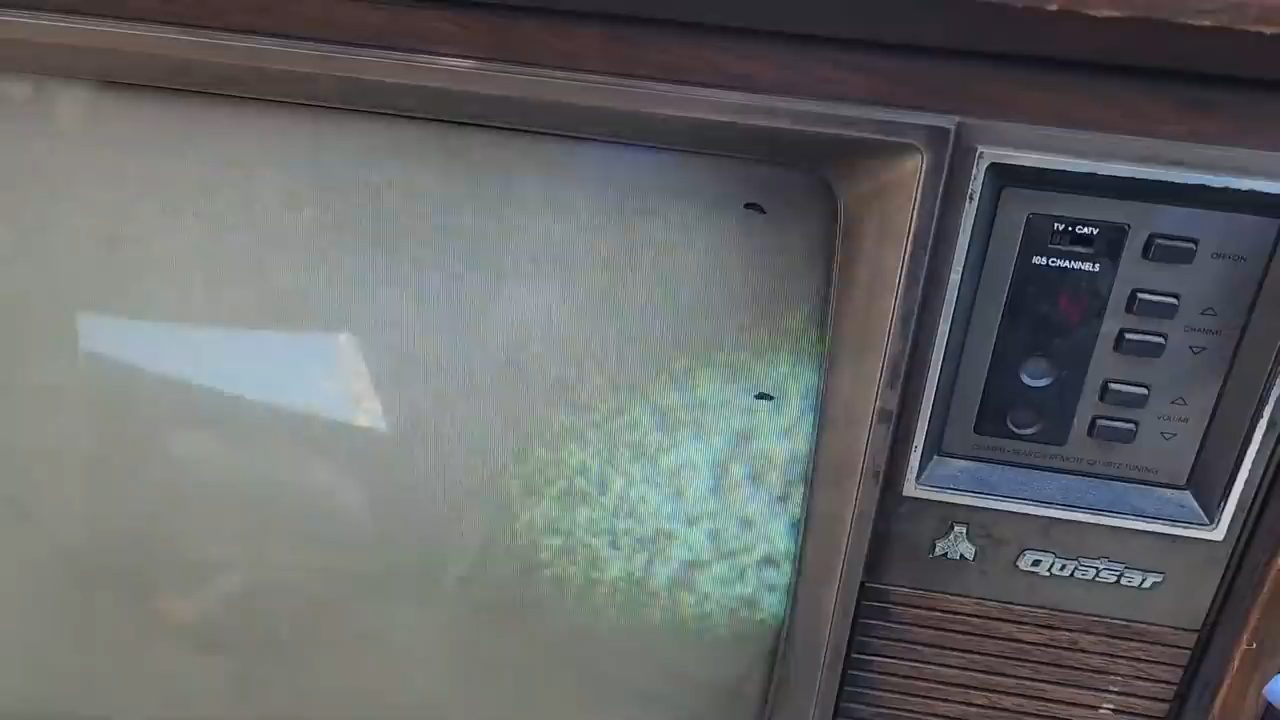 TV • CATV
105 CHANNELS
OFF•ON
CHANNEL
VOLUME
Quasar